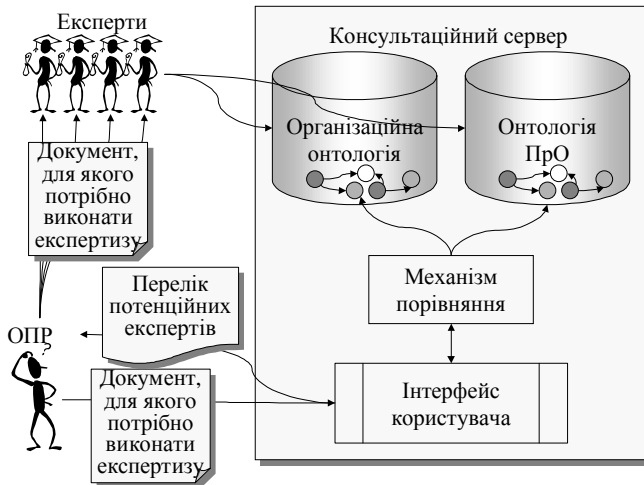 Експерти
Консультаційний сервер
Організаційна
онтологія
Онтологія
ПрО
Документ,
для якого
потрібно
виконати
експертизу
Механізм
порівняння
Перелік
потенційних
експертів
ОПР
?
Документ,
для якого
потрібно
виконати
експертизу
Інтерфейс
користувача